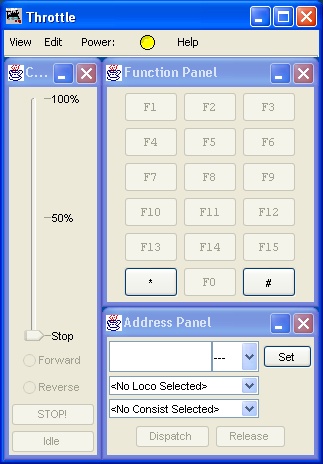 Throttle
View Edit Power: Help
C...
100%
50%
Stop
Forward
Reverse
STOP!
Idle
Function Panel
F1 F2 F3
F4 F5 F6
F7 F8 F9
F10 F11 F12
F13 F14 F15
* F0 #
Address Panel
--- Set
<No Loco Selected>
<No Consist Selected>
Dispatch Release